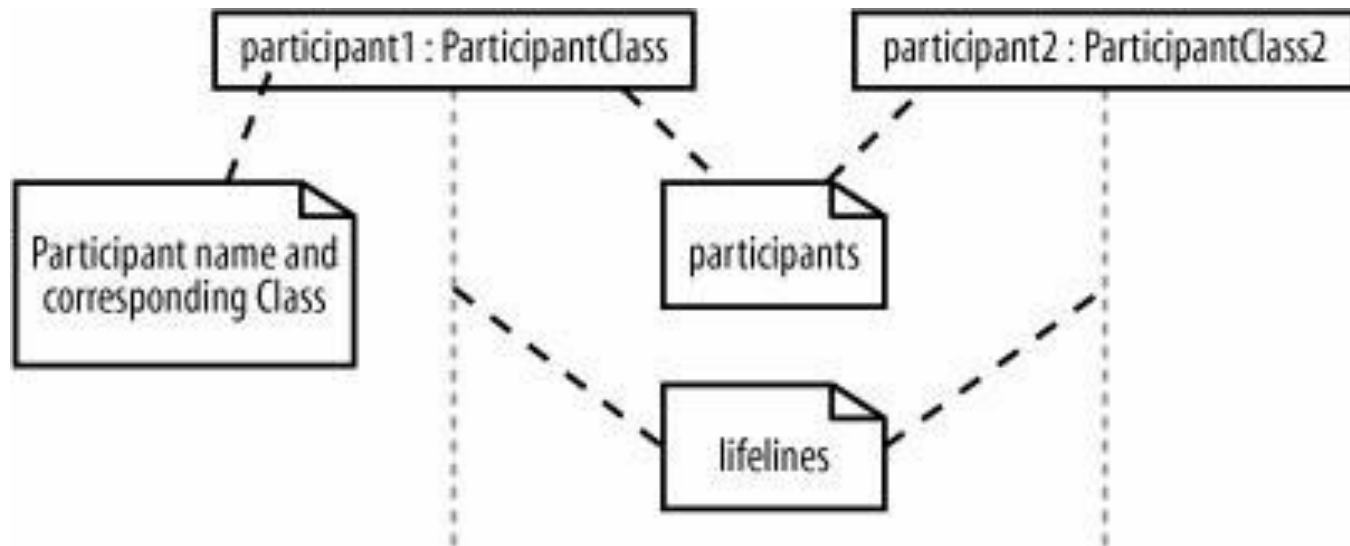 participant1 : ParticipantClass
participant2 : ParticipantClass2
Participant name and
corresponding Class
participants
lifelines